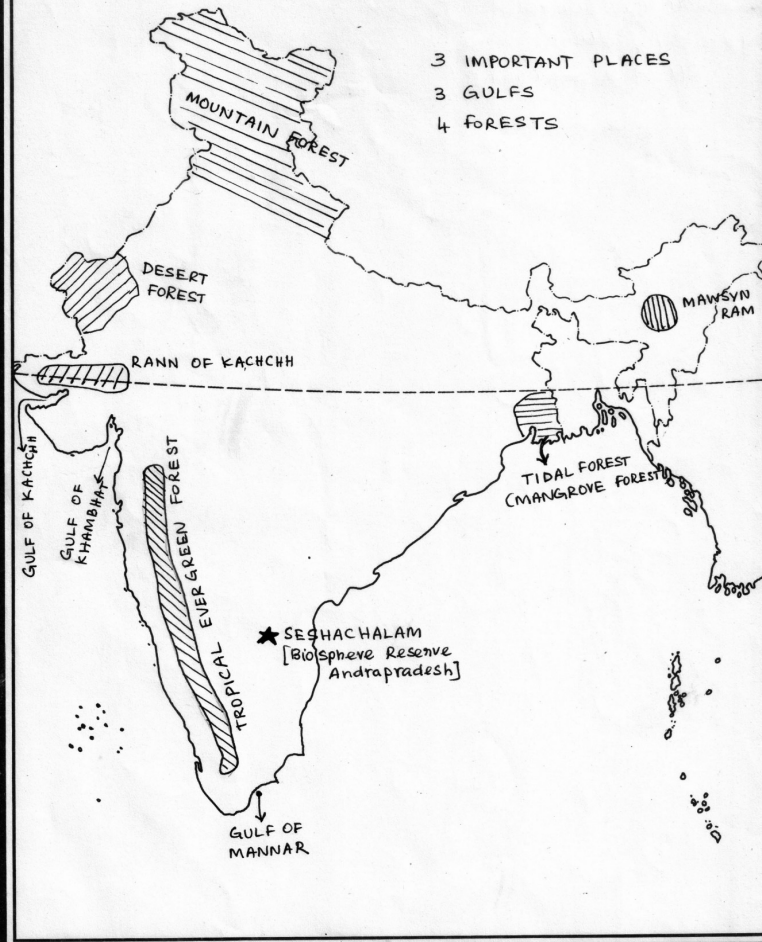 3 IMPORTANT PLACES
3 GULFS
4 FORESTS
MOUNTAIN FOREST
DESERT
FOREST
MAWSYN
RAM
RANN OF KACHCHH
GULF OF KACHCHH
GULF OF
KHAMBHAT
TROPICAL EVERGREEN FOREST
TIDAL FOREST
(MANGROVE FOREST)
SESHACHALAM
[Biosphere Reserve
Andrapradesh]
GULF OF
MANNAR